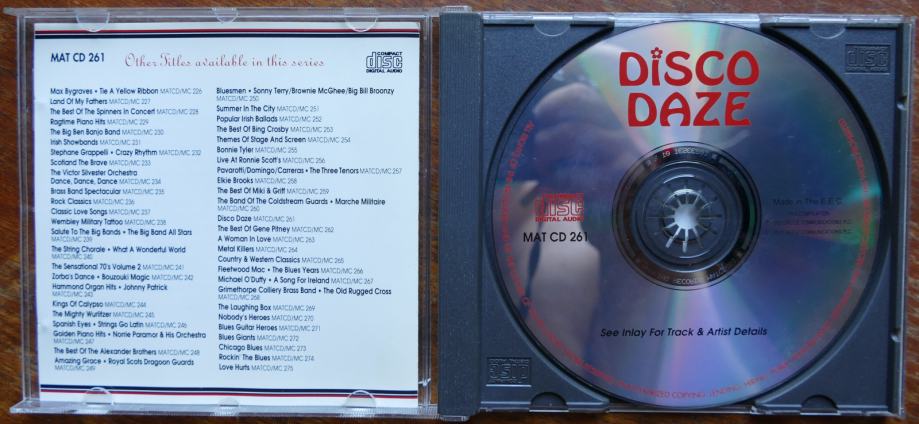 MAT CD 261
Other Titles available in this series
COMPACT
disc
DIGITAL AUDIO
Max Bygraves • Tie A Yellow Ribbon MATCD/MC 226
Land Of My Fathers MATCD/MC 227
The Best Of The Spinners In Concert MATCD/MC 228
Ragtime Piano Hits MATCD/MC 229
The Big Ben Banjo Band MATCD/MC 230
Irish Showbands MATCD/MC 231
Stephane Grappelli • Crazy Rhythm MATCD/MC 232
Scotland The Brave MATCD/MC 233
The Victor Silvester Orchestra
Dance, Dance, Dance MATCD/MC 234
Brass Band Spectacular MATCD/MC 235
Rock Classics MATCD/MC 236
Classic Love Songs MATCD/MC 237
Wembley Military Tattoo MATCD/MC 238
Salute To The Big Bands • The Big Band All Stars
MATCD/MC 239
The String Chorale • What A Wonderful World
MATCD/MC 240
The Sensational 70's Volume 2 MATCD/MC 241
Zorba's Dance • Bouzouki Magic MATCD/MC 242
Hammond Organ Hits • Johnny Patrick
MATCD/MC 243
Kings Of Calypso MATCD/MC 244
The Mighty Wurlitzer MATCD/MC 245
Spanish Eyes • Strings Go Latin MATCD/MC 246
Golden Piano Hits • Norrie Paramor & His Orchestra
MATCD/MC 247
The Best Of The Alexander Brothers MATCD/MC 248
Amazing Grace • Royal Scots Dragoon Guards
MATCD/MC 249
Bluesmen • Sonny Terry/Brownie McGhee/Big Bill Broonzy
MATCD/MC 250
Summer In The City MATCD/MC 251
Popular Irish Ballads MATCD/MC 252
The Best Of Bing Crosby MATCD/MC 253
Themes Of Stage And Screen MATCD/MC 254
Bonnie Tyler MATCD/MC 255
Live At Ronnie Scott's MATCD/MC 256
Pavarotti/Domingo/Carreras • The Three Tenors MATCD/MC 257
Elkie Brooks MATCD/MC 258
The Best Of Miki & Griff MATCD/MC 259
The Band Of The Coldstream Guards • Marche Militaire
MATCD/MC 260
Disco Daze MATCD/MC 261
The Best Of Gene Pitney MATCD/MC 262
A Woman In Love MATCD/MC 263
Metal Killers MATCD/MC 264
Country & Western Classics MATCD/MC 265
Fleetwood Mac • The Blues Years MATCD/MC 266
Michael O'Duffy • A Song For Ireland MATCD/MC 267
Grimethorpe Colliery Brass Band • The Old Rugged Cross
MATCD/MC 268
The Laughing Box MATCD/MC 269
Nobody's Heroes MATCD/MC 270
Blues Guitar Heroes MATCD/MC 271
Blues Giants MATCD/MC 272
Chicago Blues MATCD/MC 273
Rockin' The Blues MATCD/MC 274
Love Hurts MATCD/MC 275
DISCO
DAZE
COMPACT
disc
DIGITAL AUDIO
MAT CD 261
Made in The E.E.C.
COMMUNICATIONS PLC
COMMUNICATIONS PLC
See Inlay For Track & Artist Details
COPYING, LENDING, HIRING